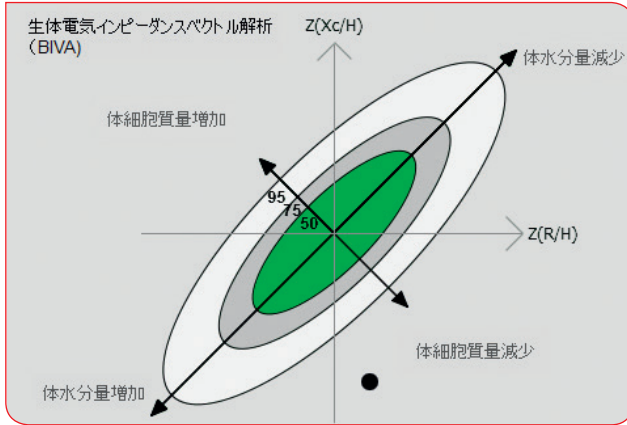 生体電気インピーダンスベクトル解析
（BIVA）
Z(Xc/H)
体水分量減少
体細胞質量増加
95
75
50
Z(R/H)
体細胞質量減少
体水分量増加